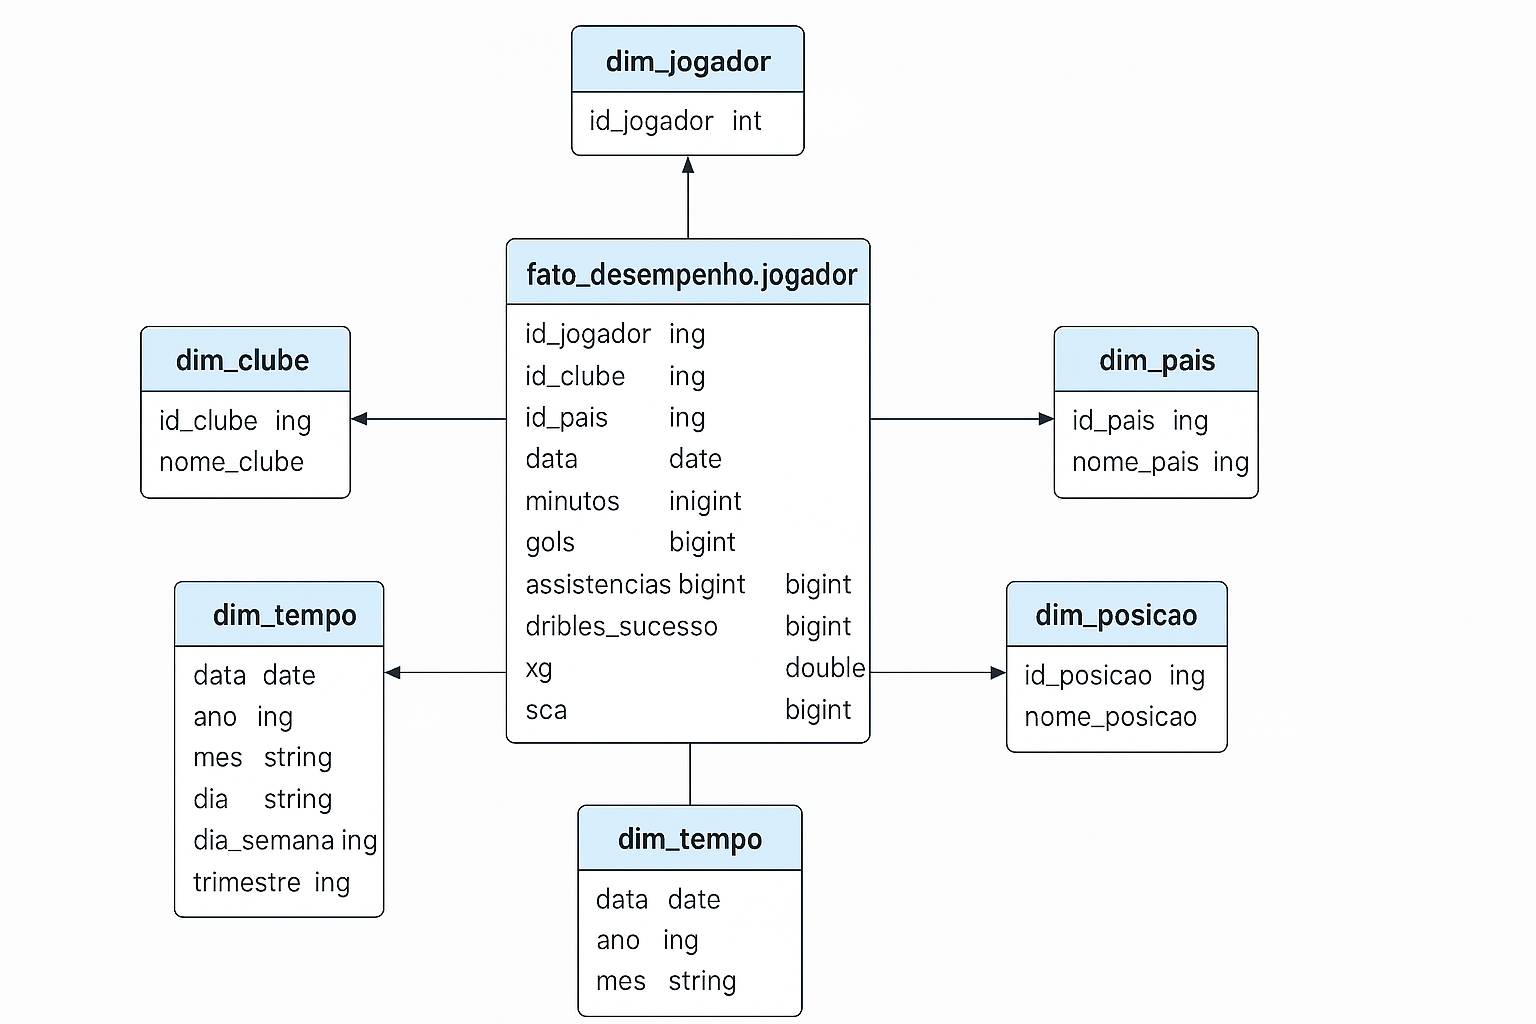 dim_jogador
id_jogador int
fato_desempenho.jogador
id_jogador ing
id_clube ing
id_pais ing
data date
minutos inigint
gols bigint
assistencias bigint bigint
dribles_sucesso bigint
xg double
sca bigint
dim_clube
id_clube ing
nome_clube
dim_pais
id_pais ing
nome_pais ing
dim_tempo
data date
ano ing
mes string
dia string
dia_semana ing
trimestre ing
dim_posicao
id_posicao ing
nome_posicao
dim_tempo
data date
ano ing
mes string